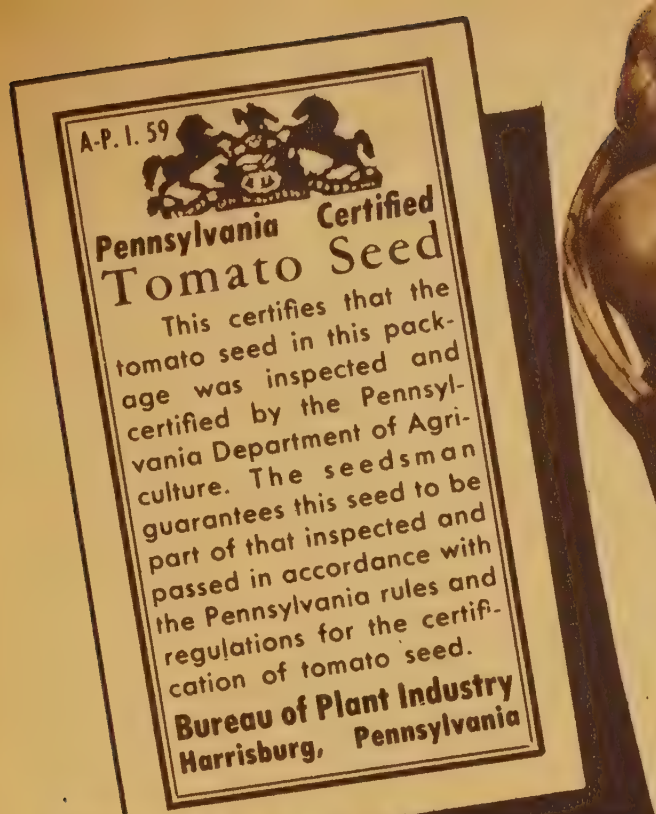 A-P. I. 59
Pennsylvania Certified
Tomato Seed
This certifies that the
tomato seed in this pack-
age was inspected and
certified by the Pennsyl-
vania Department of Agri-
culture. The seedsman
guarantees this seed to be
part of that inspected and
passed in accordance with
the Pennsylvania rules and
regulations for the certifi-
cation of tomato seed.
Bureau of Plant Industry
Harrisburg, Pennsylvania